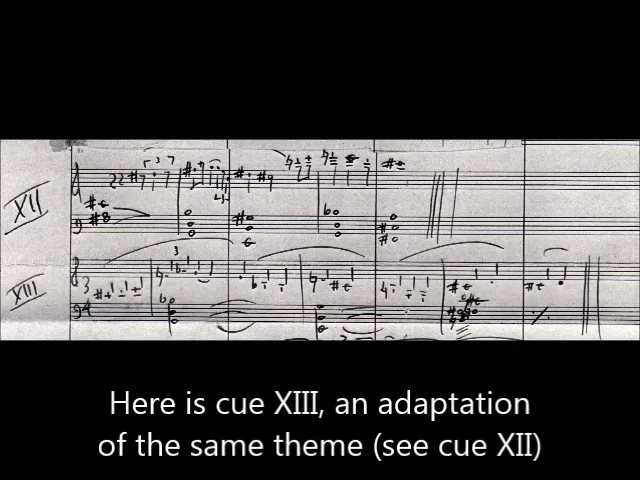 XII
XIII
Here is cue XIII, an adaptation
of the same theme (see cue XII)